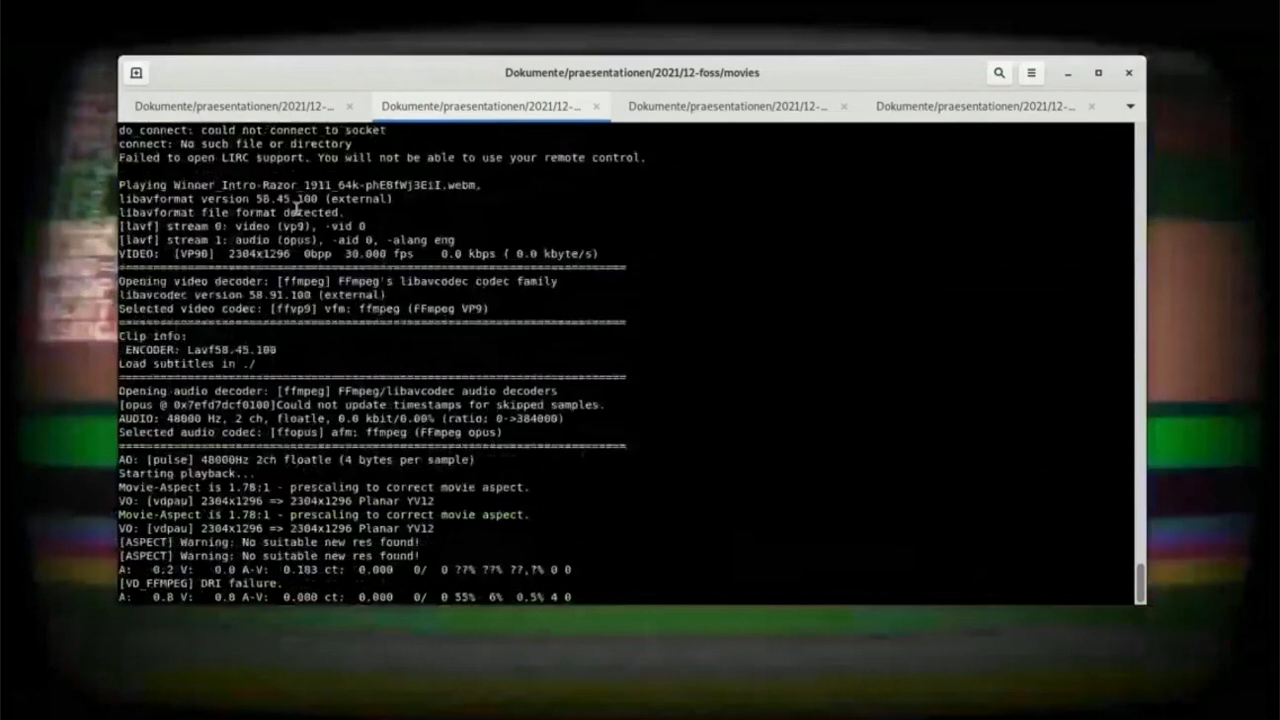 Dokumente/praesentationen/2021/12-foss/movies
Dokumente/praesentationen/2021/12-...
Dokumente/praesentationen/2021/12-...
Dokumente/praesentationen/2021/12-...
Dokumente/praesentationen/2021/12-...
do_connect: could not connect to socket
connect: No such file or directory
Failed to open LIRC support. You will not be able to use your remote control.
Playing Winner_Intro-Razor_1911_64k-phE8fWj3EiI.webm.
libavformat version 58.45.100 (external)
libavformat file format detected.
[lavf] stream 0: video (vp9), -vid 0
[lavf] stream 1: audio (opus), -aid 0, -alang eng
VIDEO:  [VP90]  2304x1296  0bpp  30.000 fps    0.0 kbps ( 0.0 kbyte/s)
==========================================================================
Opening video decoder: [ffmpeg] FFmpeg's libavcodec codec family
libavcodec version 58.91.100 (external)
Selected video codec: [ffvp9] vfm: ffmpeg (FFmpeg VP9)
==========================================================================
Clip info:
 ENCODER: Lavf58.45.100
Load subtitles in ./
==========================================================================
Opening audio decoder: [ffmpeg] FFmpeg/libavcodec audio decoders
[opus @ 0x7efd7dcf0100]Could not update timestamps for skipped samples.
AUDIO: 48000 Hz, 2 ch, floatle, 0.0 kbit/0.00% (ratio: 0->384000)
Selected audio codec: [ffopus] afm: ffmpeg (FFmpeg opus)
==========================================================================
AO: [pulse] 48000Hz 2ch floatle (4 bytes per sample)
Starting playback...
Movie-Aspect is 1.78:1 - prescaling to correct movie aspect.
VO: [vdpau] 2304x1296 => 2304x1296 Planar YV12
Movie-Aspect is 1.78:1 - prescaling to correct movie aspect.
VO: [vdpau] 2304x1296 => 2304x1296 Planar YV12
[ASPECT] Warning: No suitable new res found!
[ASPECT] Warning: No suitable new res found!
A:   0.2 V:   0.0 A-V:  0.183 ct:  0.000   0/  0 ??% ??% ??,?% 0 0
[VD_FFMPEG] DRI failure.
A:   0.8 V:   0.8 A-V:  0.000 ct:  0.000   0/  0 55%  6%  0.5% 4 0